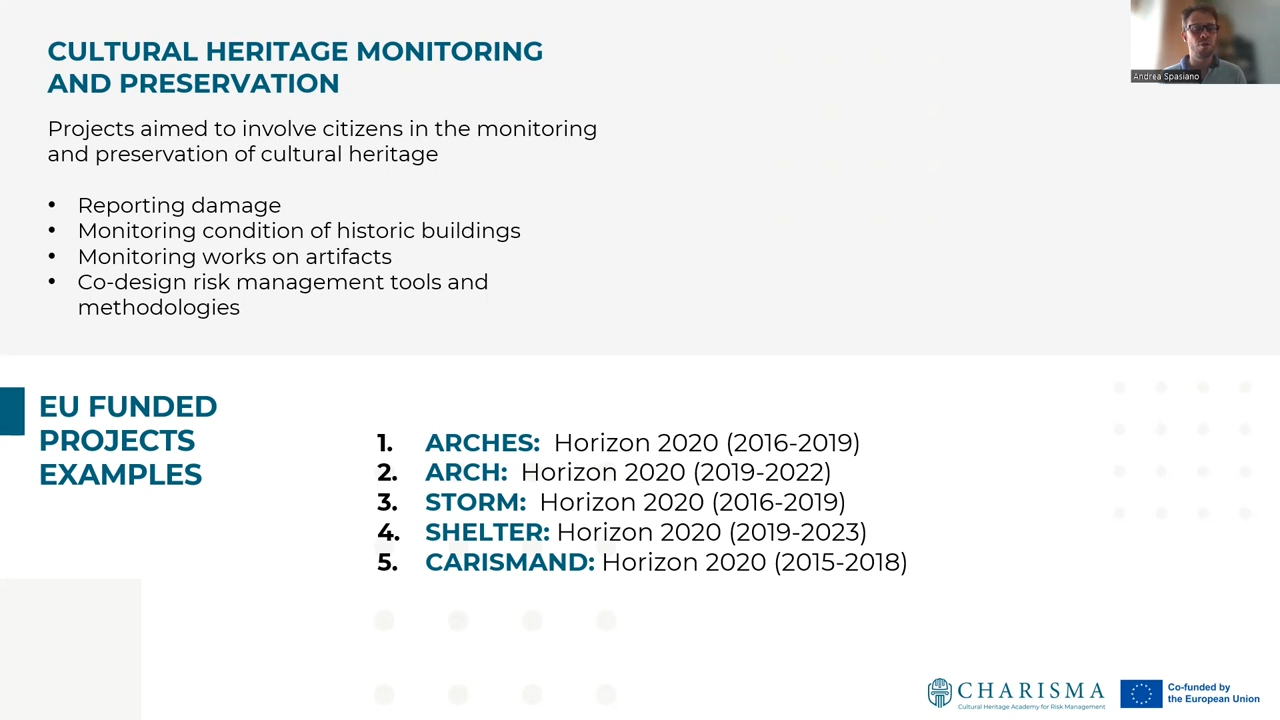 CULTURAL HERITAGE MONITORING
AND PRESERVATION
Projects aimed to involve citizens in the monitoring
and preservation of cultural heritage
• Reporting damage
• Monitoring condition of historic buildings
• Monitoring works on artifacts
• Co-design risk management tools and
methodologies
Andrea Spasiano
EU FUNDED
PROJECTS
EXAMPLES
1. ARCHES: Horizon 2020 (2016-2019)
2. ARCH: Horizon 2020 (2019-2022)
3. STORM: Horizon 2020 (2016-2019)
4. SHELTER: Horizon 2020 (2019-2023)
5. CARISMAND: Horizon 2020 (2015-2018)
CHARISMA
Cultural Heritage Academy for Risk Management
Co-funded by
the European Union